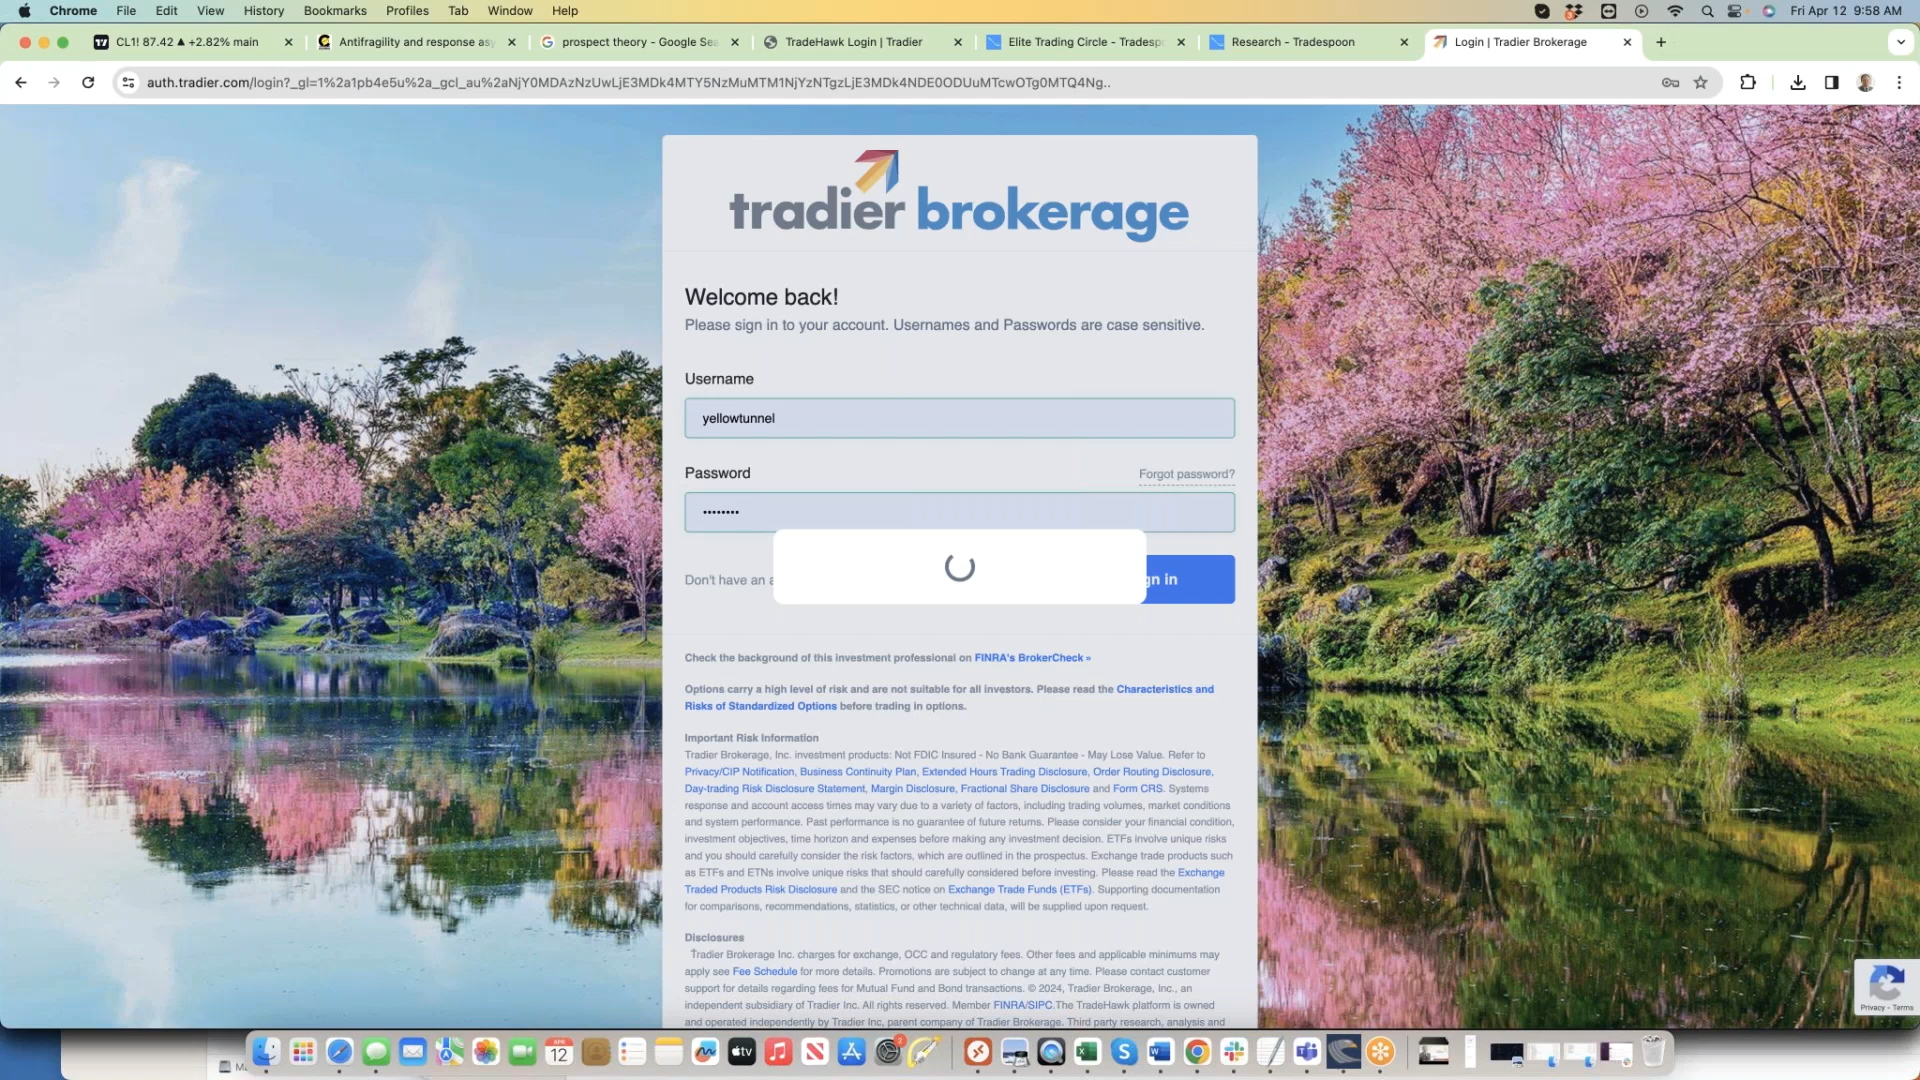 Chrome File Edit View History Bookmarks Profiles Tab Window Help Fri Apr 12 9:58 AM
CL1! 87.42 ▲ +2.82% main Antifragility and response asy prospect theory - Google Sea TradeHawk Login | Tradier Elite Trading Circle - Tradespo Research - Tradespoon Login | Tradier Brokerage
auth.tradier.com/login?_gl=1%2a1pb4e5u%2a_gcl_au%2aNjY0MDAzNzUwLjE3MDk4MTY5NzMuMTM1NjYzNTgzLjE3MDk4NDE0ODUuMTcwOTg0MTQ4Ng..
tradier brokerage
Welcome back!
Please sign in to your account. Usernames and Passwords are case sensitive.
Username
yellowtunnel
Password Forgot password?
••••••••
Don't have an a gn in
Check the background of this investment professional on FINRA's BrokerCheck »
Options carry a high level of risk and are not suitable for all investors. Please read the Characteristics and
Risks of Standardized Options before trading in options.
Important Risk Information
Tradier Brokerage, Inc. investment products: Not FDIC Insured - No Bank Guarantee - May Lose Value. Refer to
Privacy/CIP Notification, Business Continuity Plan, Extended Hours Trading Disclosure, Order Routing Disclosure,
Day-trading Risk Disclosure Statement, Margin Disclosure, Fractional Share Disclosure and Form CRS. Systems
response and account access times may vary due to a variety of factors, including trading volumes, market conditions
and system performance. Past performance is no guarantee of future returns. Please consider your financial condition,
investment objectives, time horizon and expenses before making any investment decision. ETFs involve unique risks
and you should carefully consider the risk factors, which are outlined in the prospectus. Exchange trade products such
as ETFs and ETNs involve unique risks that should carefully considered before investing. Please read the Exchange
Traded Products Risk Disclosure and the SEC notice on Exchange Trade Funds (ETFs). Supporting documentation
for comparisons, recommendations, statistics, or other technical data, will be supplied upon request.
Disclosures
Tradier Brokerage Inc. charges for exchange, OCC and regulatory fees. Other fees and applicable minimums may
apply see Fee Schedule for more details. Promotions are subject to change at any time. Please contact customer
support for details regarding fees for Mutual Fund and Bond transactions. © 2024, Tradier Brokerage, Inc., an
independent subsidiary of Tradier Inc. All rights reserved. Member FINRA/SIPC.The TradeHawk platform is owned
and operated independently by Tradier Inc, parent company of Tradier Brokerage. Third party research, analysis and
Privacy - Terms
APR
12
tv
2